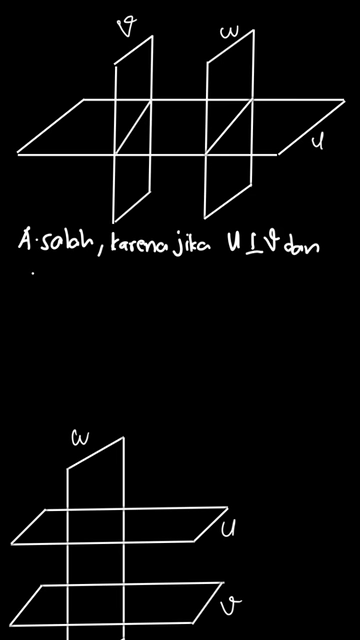 V w
u
A. salah, karena jika U ⊥ V dan
w
u
v